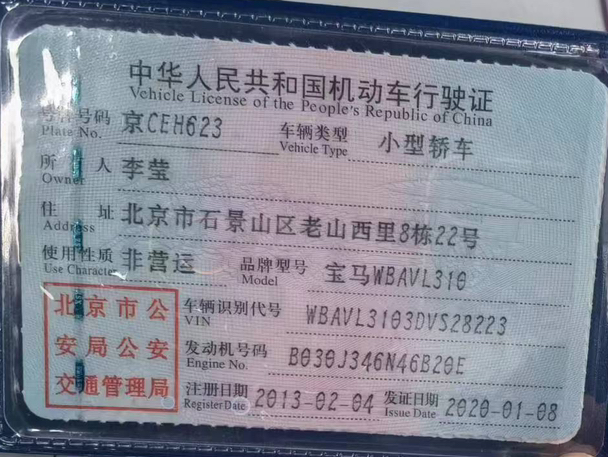 中华人民共和国机动车行驶证
Vehicle License of the People's Republic of China
号牌号码 京CEH623 车辆类型 小型轿车
Plate No. Vehicle Type
所有人 李莹
Owner
住址 北京市石景山区老山西里8栋22号
Address
使用性质 非营运 品牌型号 宝马WBAVL310
Use Character Model
北京市公 车辆识别代号 WBAVL3103DVS28223
VIN
安局公安 发动机号码 B030J346N46B20E
Engine No.
交通管理局 注册日期 2013-02-04 发证日期 2020-01-08
Register Date Issue Date